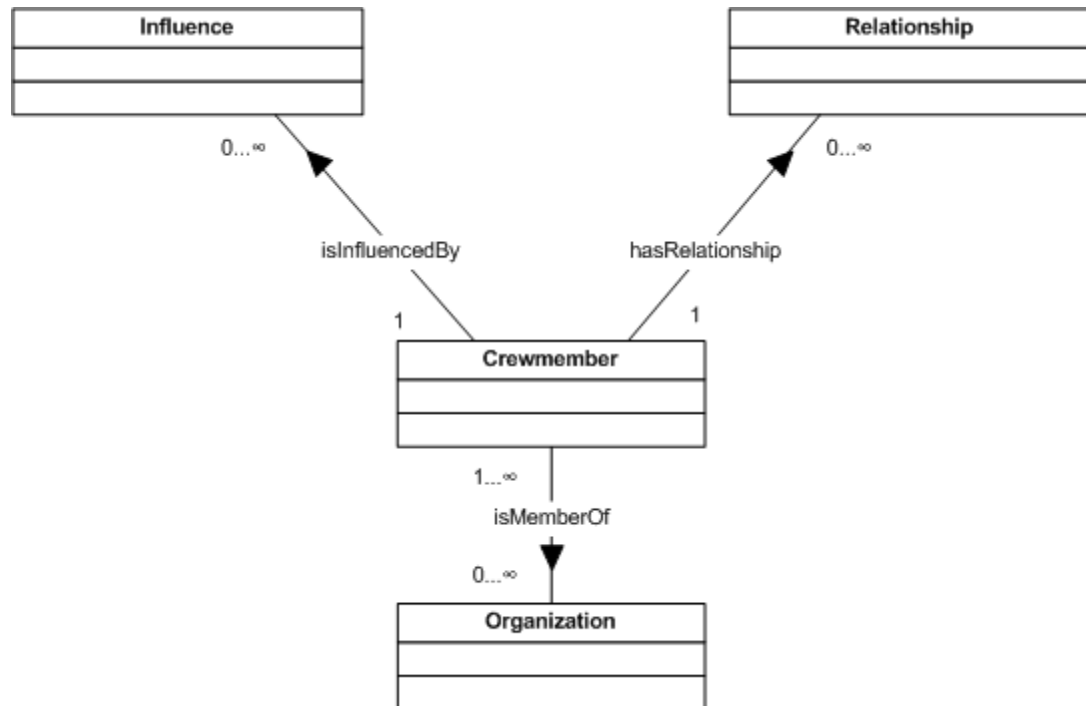 Influence
Relationship
0...∞
0...∞
isInfluencedBy
hasRelationship
1
1
Crewmember
1...∞
isMemberOf
0...∞
Organization